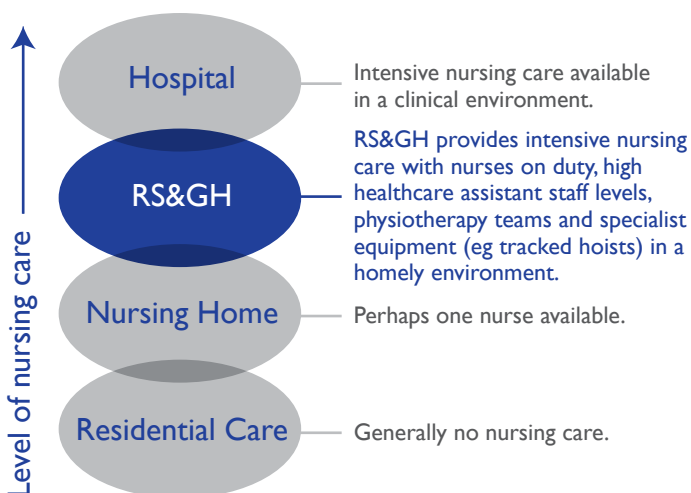 Hospital
Intensive nursing care available
in a clinical environment.
RS&GH
RS&GH provides intensive nursing
care with nurses on duty, high
healthcare assistant staff levels,
physiotherapy teams and specialist
equipment (eg tracked hoists) in a
homely environment.
Nursing Home
Perhaps one nurse available.
Residential Care
Generally no nursing care.
Level of nursing care